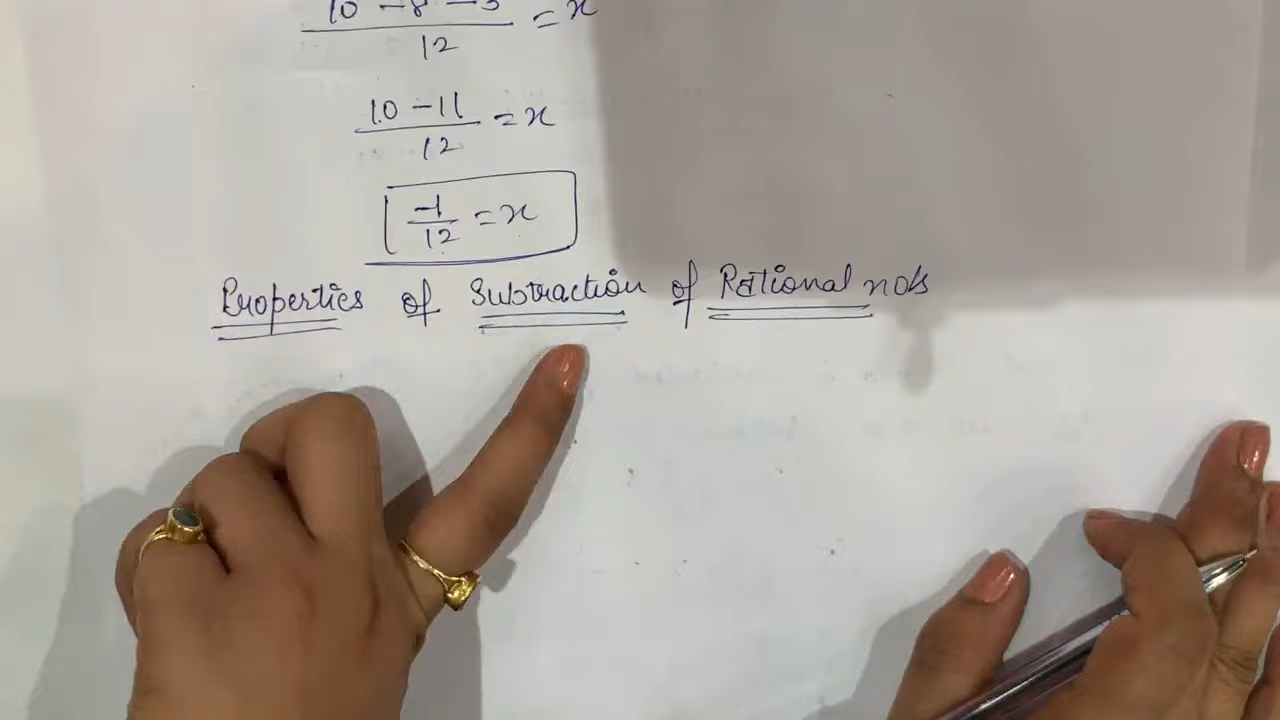 10 - 8 - 3 / 12 = x
10 - 11 / 12 = x
-1 / 12 = x
Properties of Subtraction of Rational nos